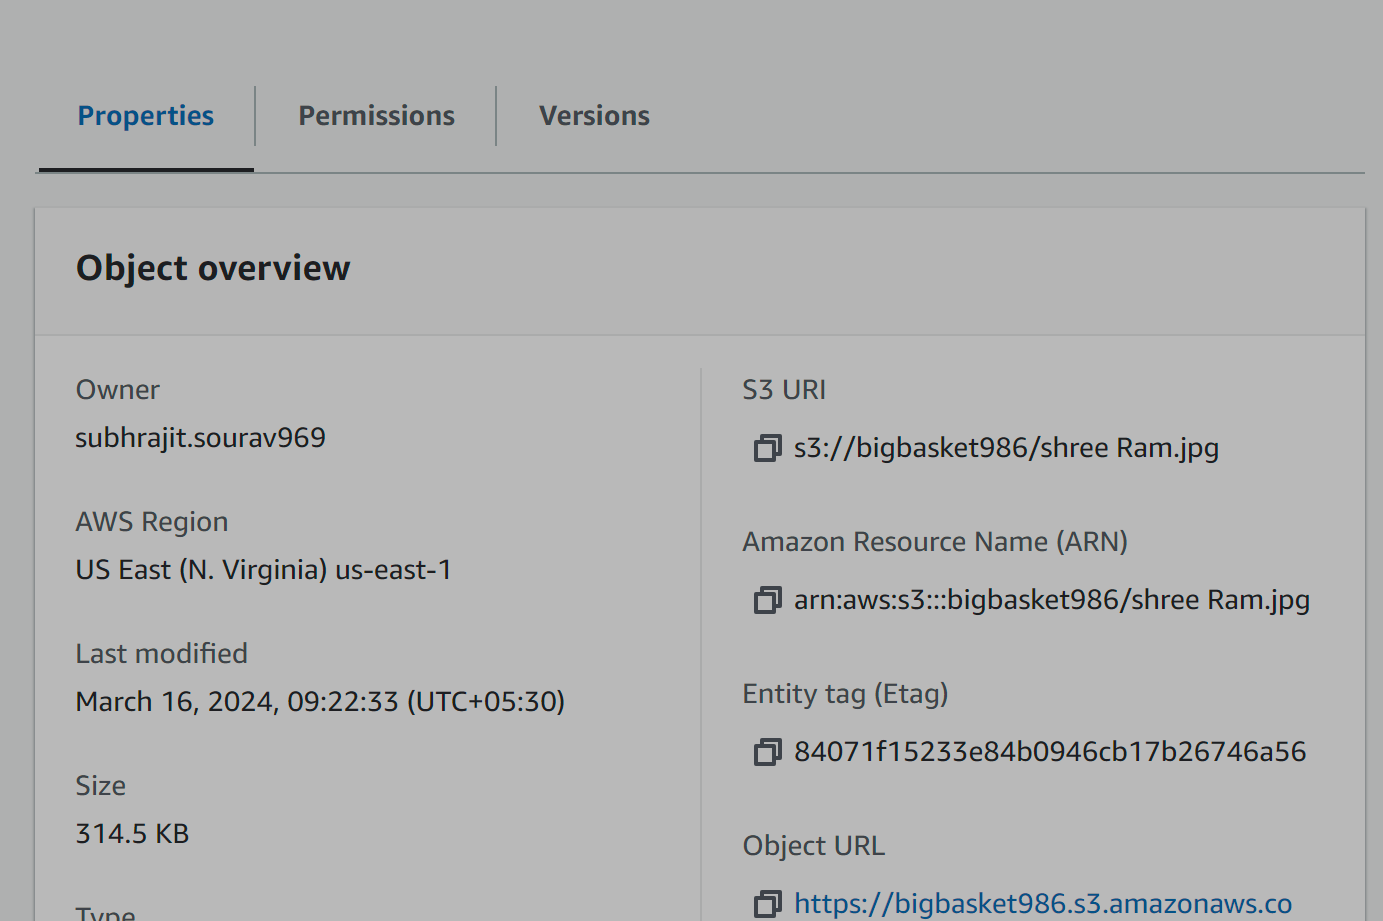 Properties
Permissions
Versions
Object overview
Owner
subhrajit.sourav969
AWS Region
US East (N. Virginia) us-east-1
Last modified
March 16, 2024, 09:22:33 (UTC+05:30)
Size
314.5 KB
Type
S3 URI
s3://bigbasket986/shree Ram.jpg
Amazon Resource Name (ARN)
arn:aws:s3:::bigbasket986/shree Ram.jpg
Entity tag (Etag)
84071f15233e84b0946cb17b26746a56
Object URL
https://bigbasket986.s3.amazonaws.co